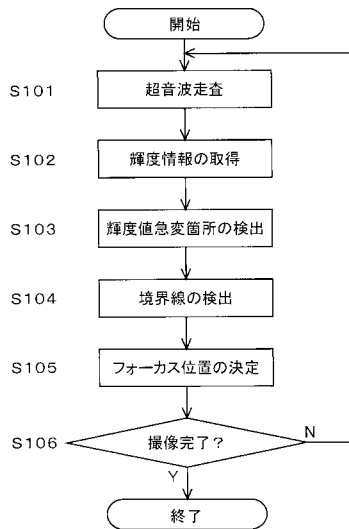 開始
S101 超音波走査
S102 輝度情報の取得
S103 輝度値急変箇所の検出
S104 境界線の検出
S105 フォーカス位置の決定
S106 撮像完了? N
Y
終了